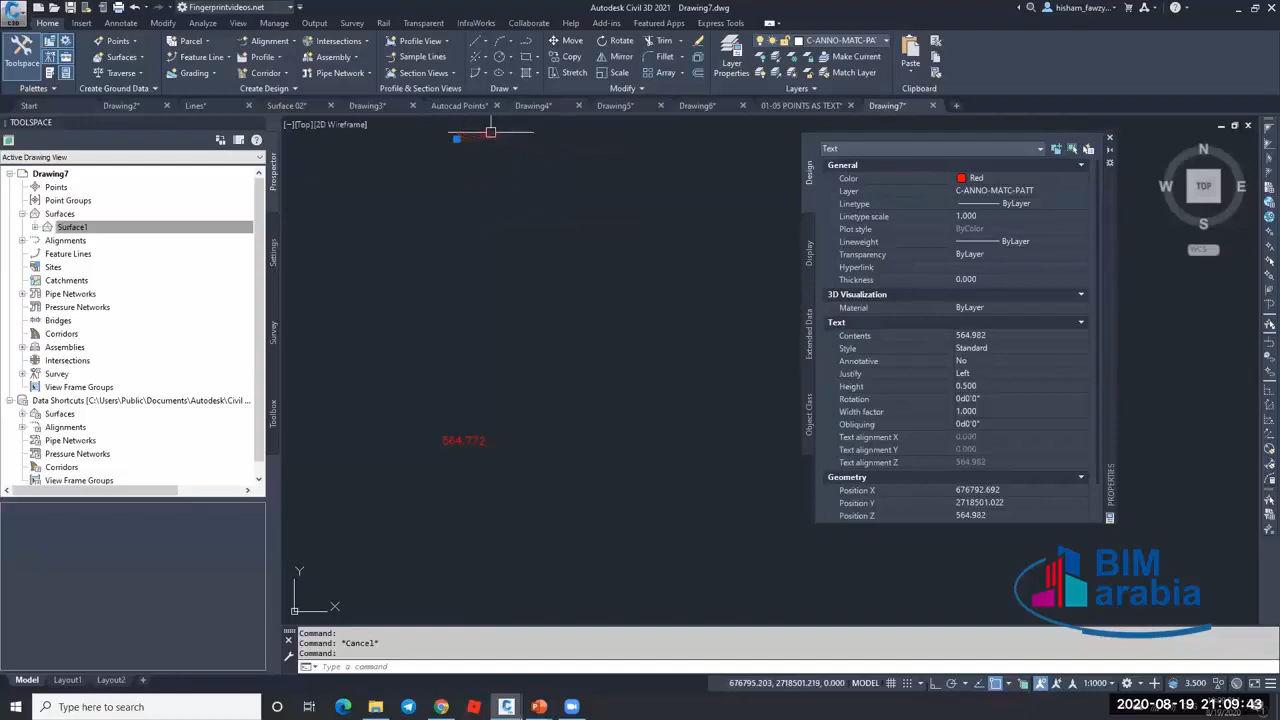 Fingerprintvideos.net
Autodesk Civil 3D 2021 Drawing7.dwg
hisham_fawzy...
C3D
Home Insert Annotate Modify Analyze View Manage Output Survey Rail Transparent InfraWorks Collaborate Help Add-ins Featured Apps Express Tools
Toolspace
Palettes
Points
Surfaces
Traverse
Create Ground Data
Parcel
Feature Line
Grading
Alignment
Profile
Corridor
Intersections
Assembly
Pipe Network
Create Design
Profile View
Sample Lines
Section Views
Profile & Section Views
Draw
Move Rotate Trim
Copy Mirror Fillet
Stretch Scale Array
Modify
Layer Properties
C-ANNO-MATC-PAT
Make Current
Match Layer
Layers
Paste
Clipboard
Start Drawing2* Lines* Surface 02* Drawing3* Autocad Points* Drawing4* Drawing5* Drawing6* 01-05 POINTS AS TEXT* Drawing7*
TOOLSPACE
Active Drawing View
Drawing7
Points
Point Groups
Surfaces
Surface1
Alignments
Feature Lines
Sites
Catchments
Pipe Networks
Pressure Networks
Bridges
Corridors
Assemblies
Intersections
Survey
View Frame Groups
Data Shortcuts [C:\Users\Public\Documents\Autodesk\Civil ...
Surfaces
Alignments
Pipe Networks
Pressure Networks
Corridors
View Frame Groups
Prospector
Settings
Survey
Toolbox
[−][Top][2D Wireframe]
564.772
Y
X
N
W TOP E
S
WCS
Text
Design
Display
Extended Data
Object Class
PROPERTIES
General
Color Red
Layer C-ANNO-MATC-PATT
Linetype ByLayer
Linetype scale 1.000
Plot style ByColor
Lineweight ByLayer
Transparency ByLayer
Hyperlink
Thickness 0.000
3D Visualization
Material ByLayer
Text
Contents 564.982
Style Standard
Annotative No
Justify Left
Height 0.500
Rotation 0d0'0"
Width factor 1.000
Obliquing 0d0'0"
Text alignment X 0.000
Text alignment Y 0.000
Text alignment Z 564.982
Geometry
Position X 676792.692
Position Y 2718501.022
Position Z 564.982
BIM
arabia
Command:
Command: *Cancel*
Command:
Type a command
Model Layout1 Layout2
676795.203, 2718501.219, 0.000 MODEL
1:1000
3.500
Type here to search
2020-08-19 21:09:43